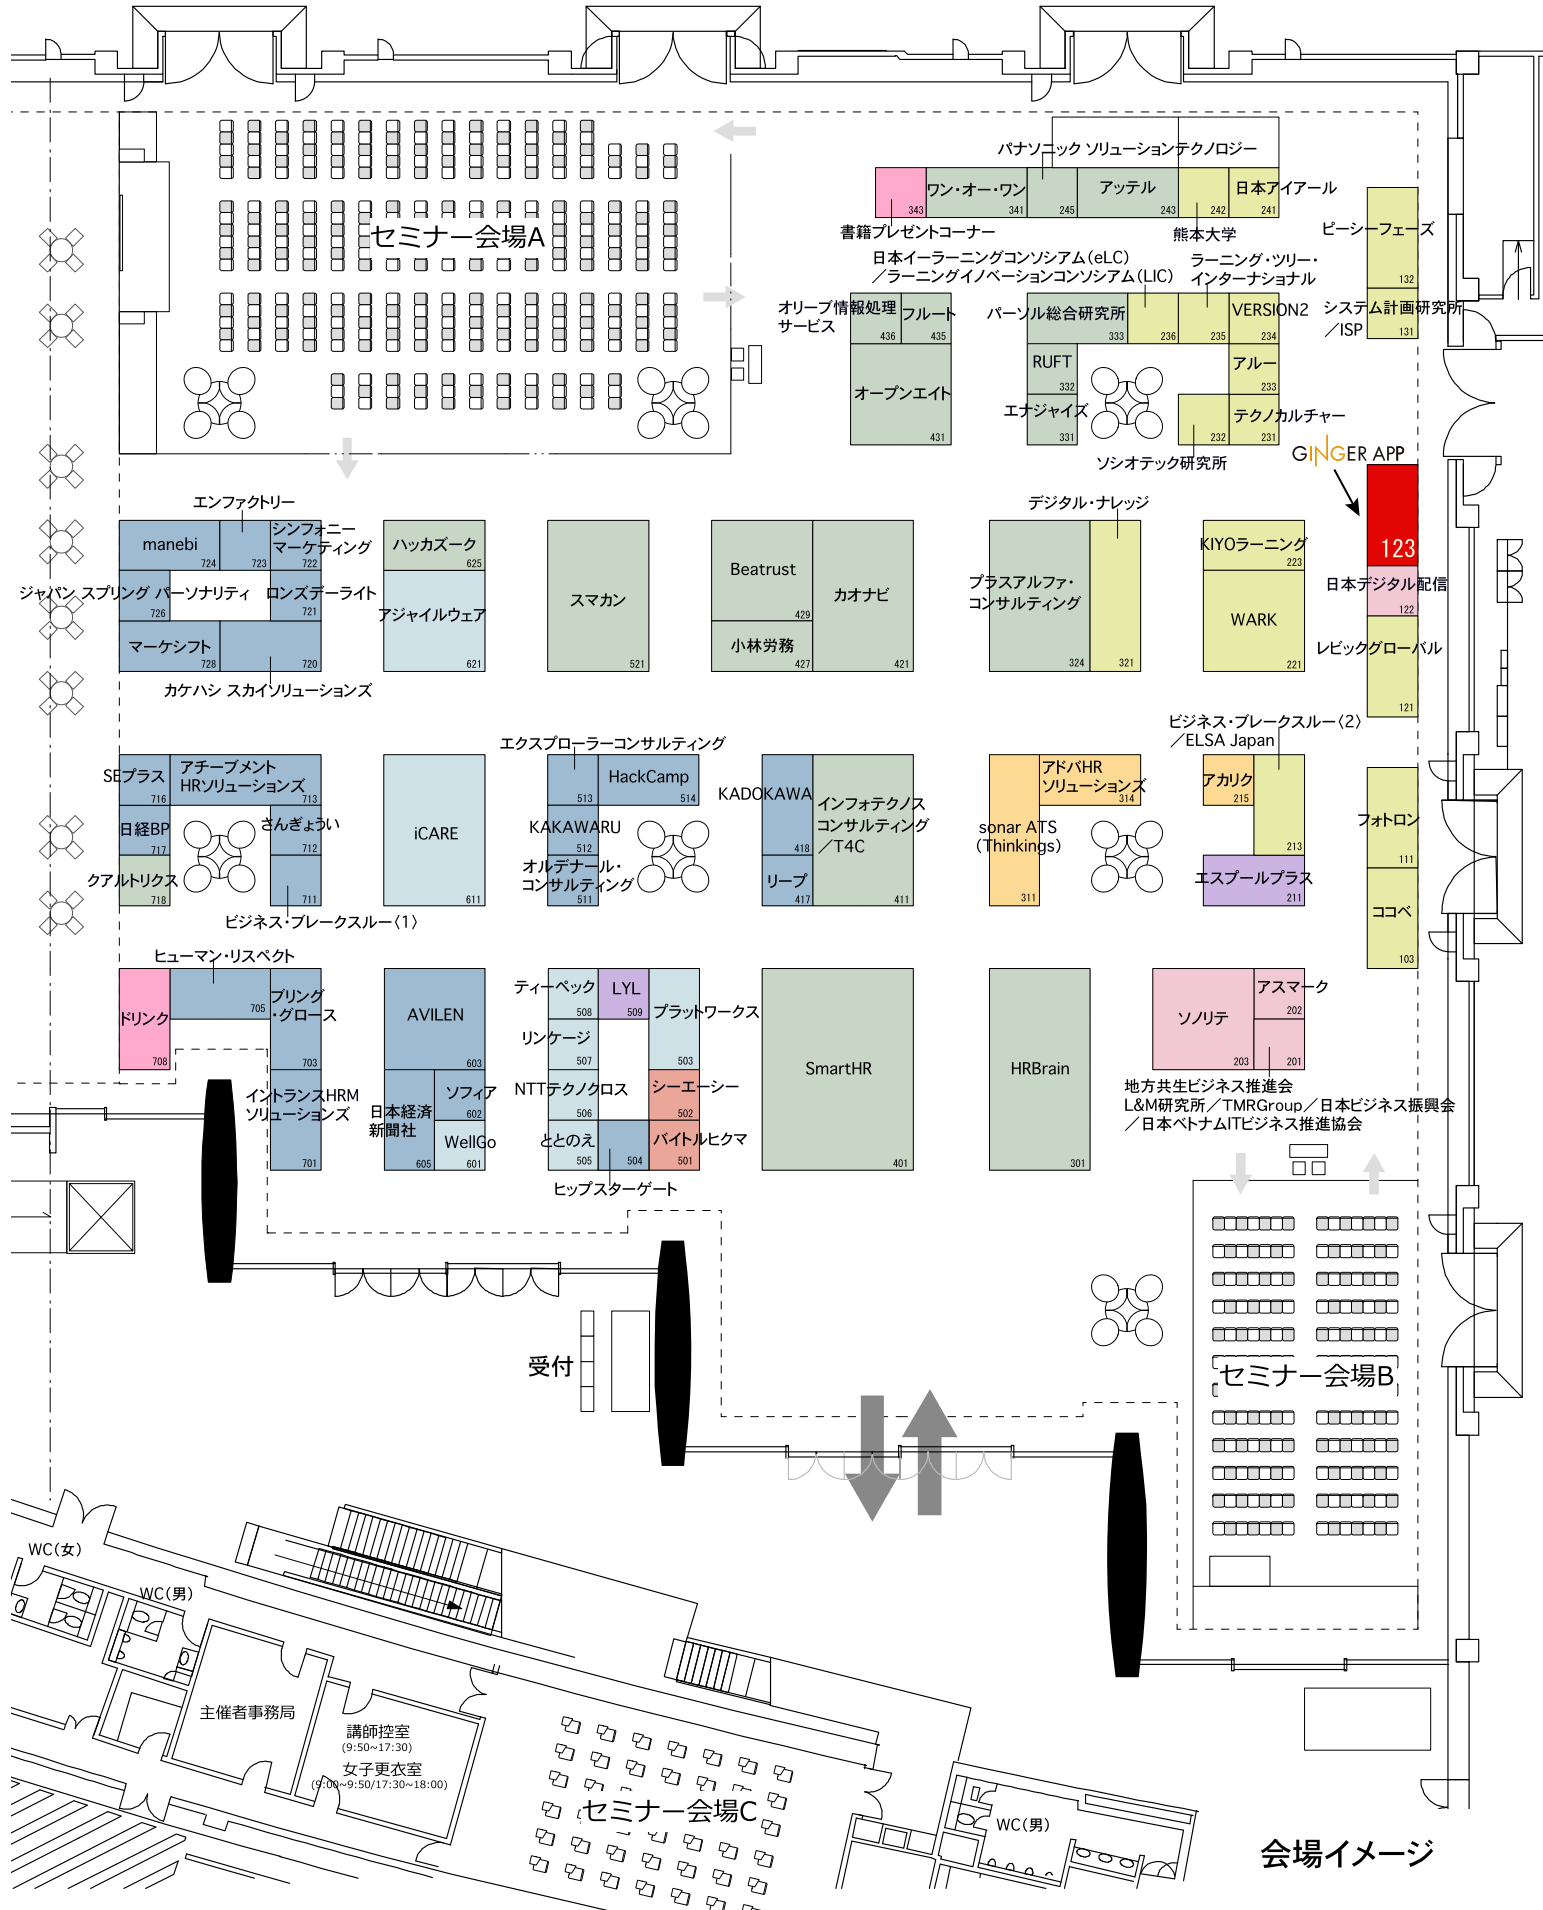 パナソニック ソリューションテクノロジー
343
ワン・オー・ワン
341
245
アッテル
243
242
日本アイアール
241
書籍プレゼントコーナー
熊本大学
セミナー会場A
ピーシーフェーズ
132
日本イーラーニングコンソシアム(eLC)
／ラーニングイノベーションコンソシアム(LIC)
ラーニング・ツリー・
インターナショナル
オリーブ情報処理
サービス
436
フルート
435
パーソル総合研究所
333
236
235
VERSION2
234
システム計画研究所
／ISP
131
オープンエイト
431
RUFT
332
アルー
233
エナジャイズ
331
232
テクノカルチャー
231
ソシオテック研究所
GINGER APP
123
エンファクトリー
manebi
724
723
シンフォニー
マーケティング
722
ジャパン スプリング パーソナリティ
726
ロンズデーライト
721
マーケシフト
728
720
カケハシ スカイソリューションズ
ハッカズーク
625
アジャイルウェア
621
スマカン
521
Beatrust
429
小林労務
427
カオナビ
421
デジタル・ナレッジ
プラスアルファ・
コンサルティング
324
321
KIYOラーニング
223
WARK
221
日本デジタル配信
122
レビックグローバル
121
SEプラス
716
アチーブメント
HRソリューションズ
713
日経BP
717
さんぎょうい
712
クアルトリクス
718
711
ビジネス・ブレークスルー〈1〉
iCARE
611
エクスプローラーコンサルティング
513
HackCamp
514
KAKAWARU
512
オルデナール・
コンサルティング
511
KADOKAWA
418
リープ
417
インフォテクノス
コンサルティング
／T4C
411
アドバHR
ソリューションズ
314
sonar ATS
(Thinkings)
311
ビジネス・ブレークスルー〈2〉
／ELSA Japan
アカリク
215
213
エスプールプラス
211
フォトロン
111
ココペ
103
ヒューマン・リスペクト
ドリンク
708
705
ブリング
・グロース
703
イントランスHRM
ソリューションズ
701
AVILEN
603
日本経済
新聞社
605
ソフィア
602
WellGo
601
ティーペック
508
LYL
509
プラットワークス
503
リンケージ
507
NTTテクノクロス
506
シーエーシー
502
ととのえ
505
504
バイトルヒクマ
501
ヒップスターゲート
SmartHR
401
HRBrain
301
ソノリテ
203
アスマーク
202
201
地方共生ビジネス推進会
L&M研究所／TMRGroup／日本ビジネス振興会
／日本ベトナムITビジネス推進協会
受付
セミナー会場B
WC(女)
WC(男)
主催者事務局
講師控室
(9:50~17:30)
女子更衣室
(9:00~9:50/17:30~18:00)
セミナー会場C
WC(男)
会場イメージ